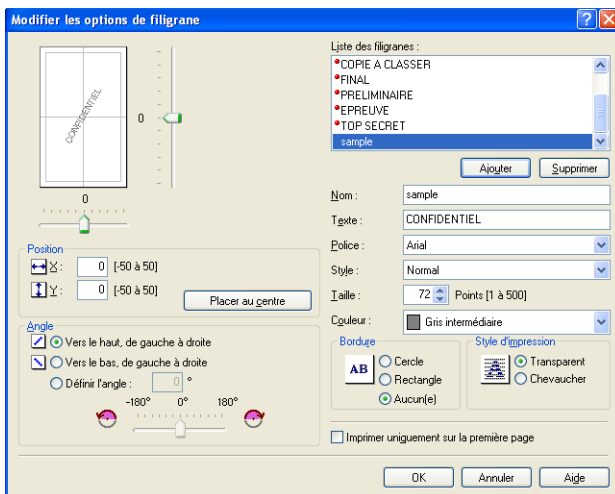 Modifier les options de filigrane
CONFIDENTIEL
0
0
Position
X : 0 [-50 à 50]
Y : 0 [-50 à 50]
Placer au centre
Angle
Vers le haut, de gauche à droite
Vers le bas, de gauche à droite
Définir l'angle : 0 °
-180° 0° 180°
Liste des filigranes :
COPIE A CLASSER
FINAL
PRELIMINAIRE
EPREUVE
TOP SECRET
sample
Ajouter Supprimer
Nom : sample
Texte : CONFIDENTIEL
Police : Arial
Style : Normal
Taille : 72 Points [1 à 500]
Couleur : Gris intermédiaire
Bordure
AB
Cercle
Rectangle
Aucun(e)
Style d'impression
Transparent
Chevaucher
Imprimer uniquement sur la première page
OK Annuler Aide